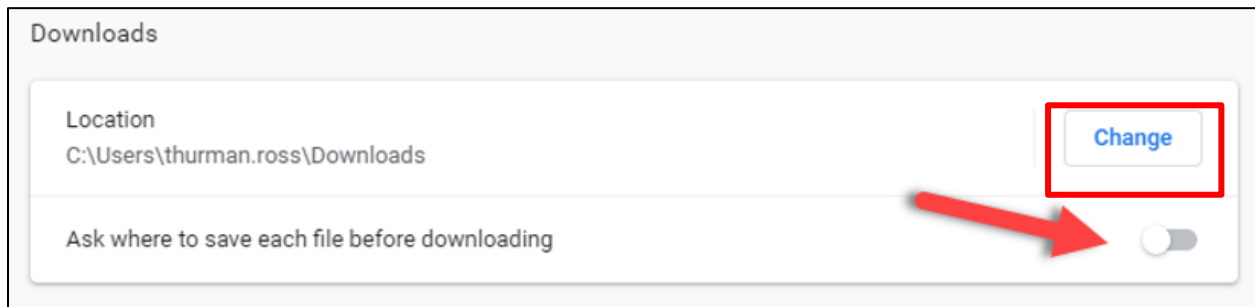 Downloads
Location
C:\Users\thurman.ross\Downloads
Change
Ask where to save each file before downloading